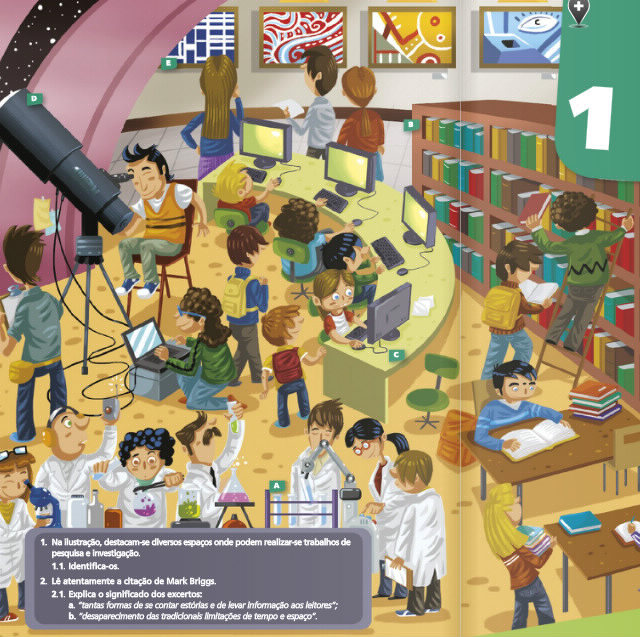 1
E
D
B
C
A
1. Na ilustração, destacam-se diversos espaços onde podem realizar-se trabalhos de
pesquisa e investigação.
1.1. Identifica-os.
2. Lê atentamente a citação de Mark Briggs.
2.1. Explica o significado dos excertos:
a. "tantas formas de se contar estórias e de levar informação aos leitores";
b. "desaparecimento das tradicionais limitações de tempo e espaço".